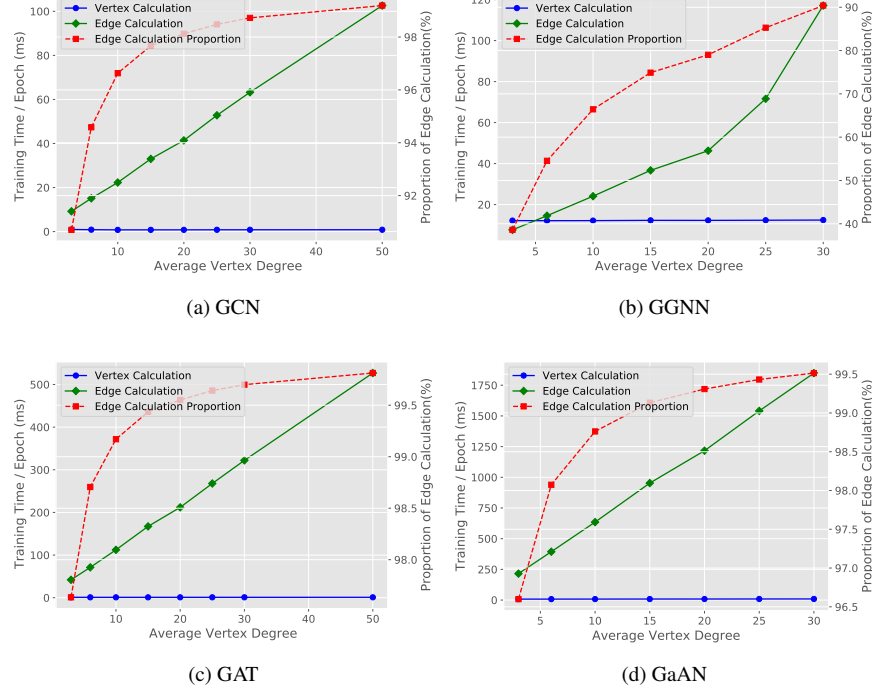 Vertex Calculation
Edge Calculation
Edge Calculation Proportion
Training Time / Epoch (ms)
100
80
60
40
20
0
98
96
94
92
Proportion of Edge Calculation(%)
10
20
30
40
50
Average Vertex Degree
(a) GCN
Vertex Calculation
Edge Calculation
Edge Calculation Proportion
Training Time / Epoch (ms)
120
100
80
60
40
20
90
80
70
60
50
40
Proportion of Edge Calculation(%)
5
10
15
20
25
30
Average Vertex Degree
(b) GGNN
Vertex Calculation
Edge Calculation
Edge Calculation Proportion
Training Time / Epoch (ms)
500
400
300
200
100
0
99.5
99.0
98.5
98.0
Proportion of Edge Calculation(%)
10
20
30
40
50
Average Vertex Degree
(c) GAT
Vertex Calculation
Edge Calculation
Edge Calculation Proportion
Training Time / Epoch (ms)
1750
1500
1250
1000
750
500
250
0
99.5
99.0
98.5
98.0
97.5
97.0
96.5
Proportion of Edge Calculation(%)
5
10
15
20
25
30
Average Vertex Degree
(d) GaAN